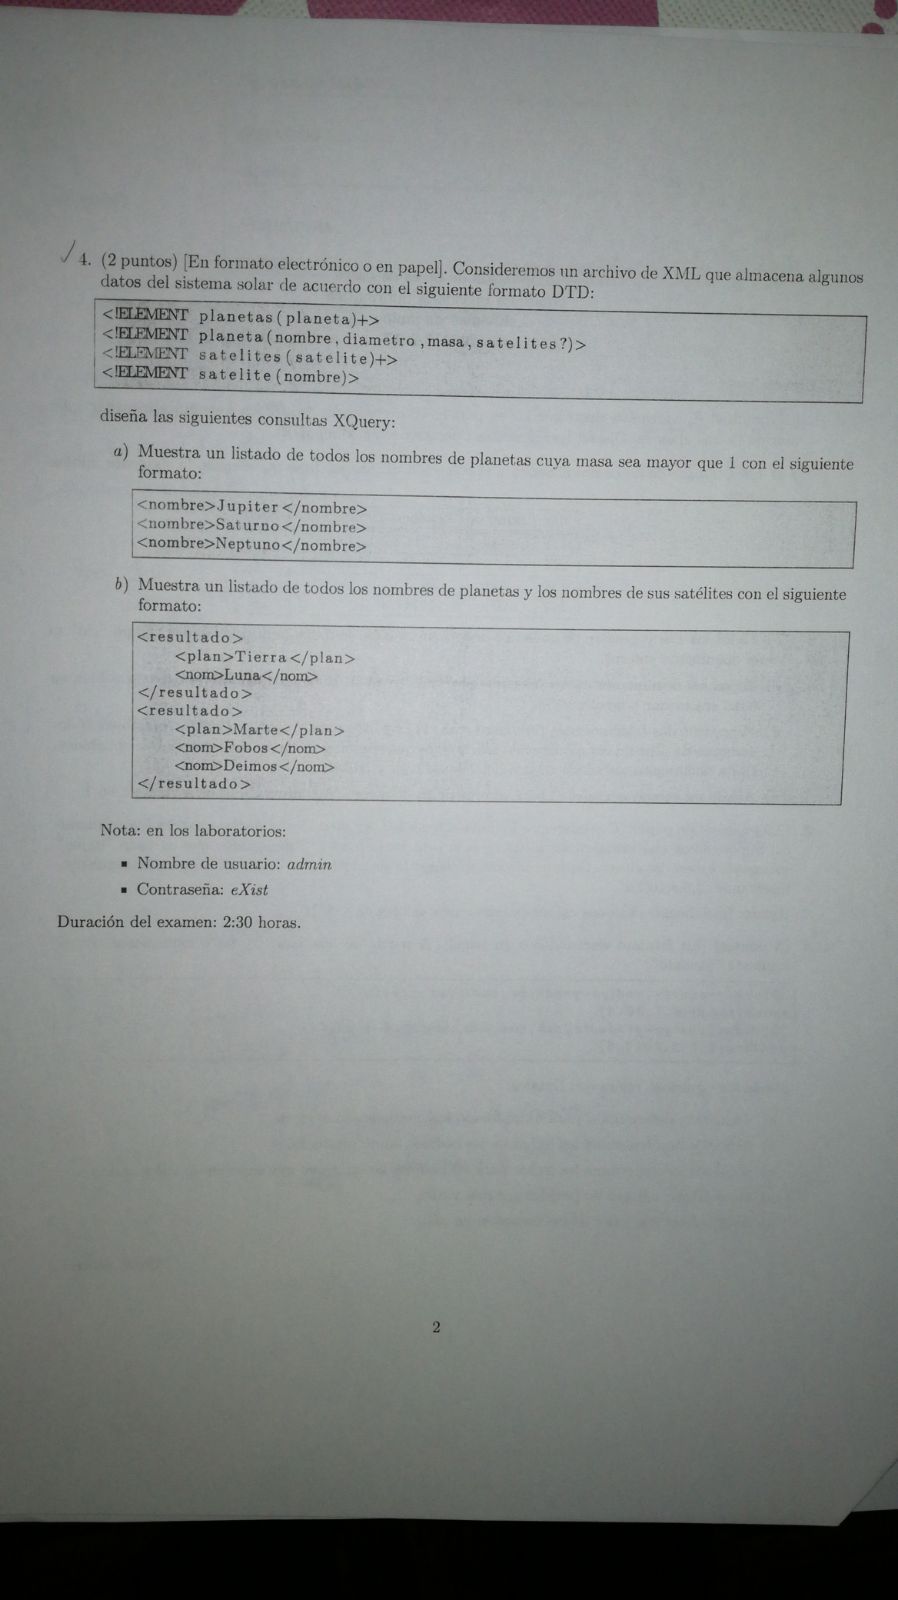 4. (2 puntos) [En formato electrónico o en papel]. Consideremos un archivo de XML que almacena algunos
datos del sistema solar de acuerdo con el siguiente formato DTD:
<!ELEMENT planetas(planeta)+>
<!ELEMENT planeta(nombre,diametro,masa,satelites?)>
<!ELEMENT satelites(satelite)+>
<!ELEMENT satelite(nombre)>
diseña las siguientes consultas XQuery:
a) Muestra un listado de todos los nombres de planetas cuya masa sea mayor que 1 con el siguiente
formato:
<nombre>Jupiter</nombre>
<nombre>Saturno</nombre>
<nombre>Neptuno</nombre>
b) Muestra un listado de todos los nombres de planetas y los nombres de sus satélites con el siguiente
formato:
<resultado>
<plan>Tierra</plan>
<nom>Luna</nom>
</resultado>
<resultado>
<plan>Marte</plan>
<nom>Fobos</nom>
<nom>Deimos</nom>
</resultado>
Nota: en los laboratorios:
▪ Nombre de usuario: admin
▪ Contraseña: eXist
Duración del examen: 2:30 horas.
2